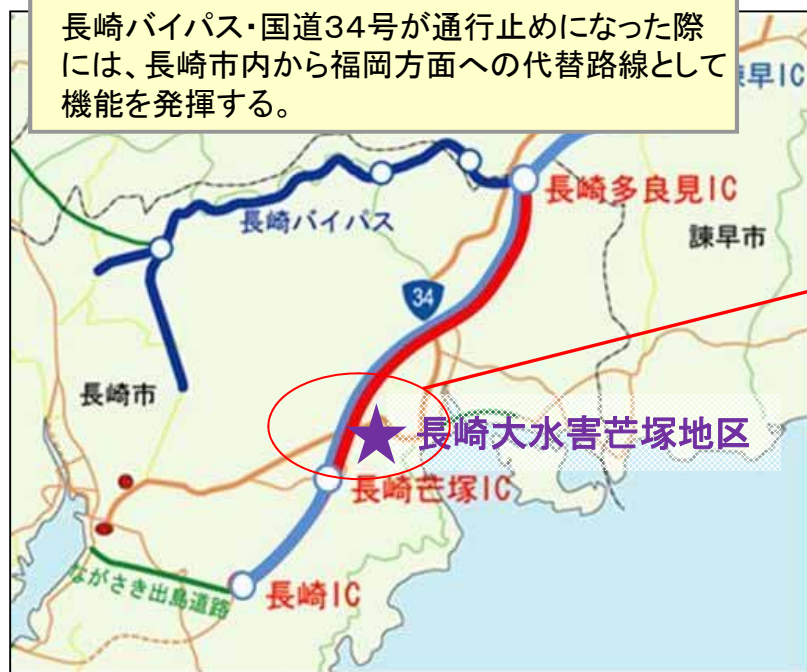 長崎バイパス・国道34号が通行止めになった際
には、長崎市内から福岡方面への代替路線として
機能を発揮する。
諫早IC
長崎多良見IC
長崎バイパス
諫早市
34
長崎市
長崎大水害芒塚地区
長崎芒塚IC
ながさき出島道路
長崎IC